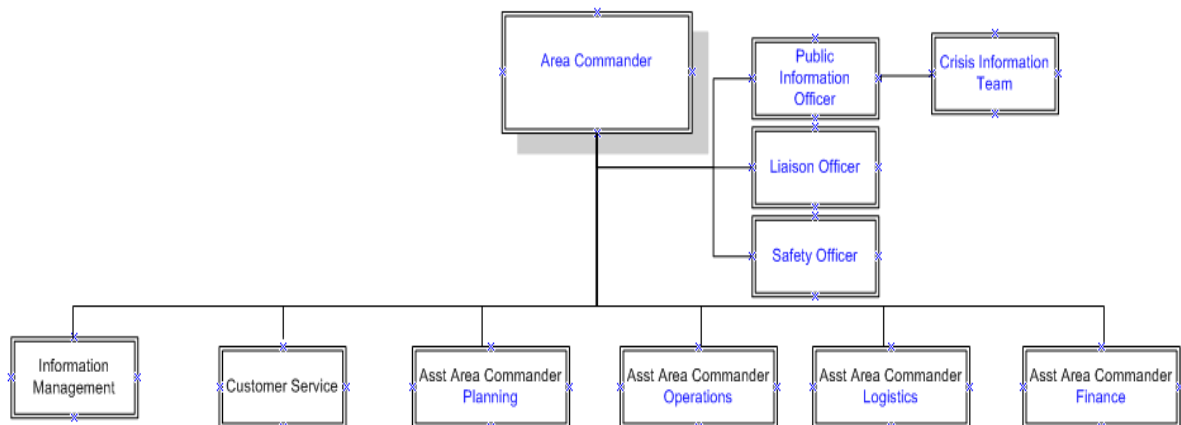 Area Commander
Public
Information
Officer
Crisis Information
Team
Liaison Officer
Safety Officer
Information
Management
Customer Service
Asst Area Commander
Planning
Asst Area Commander
Operations
Asst Area Commander
Logistics
Asst Area Commander
Finance